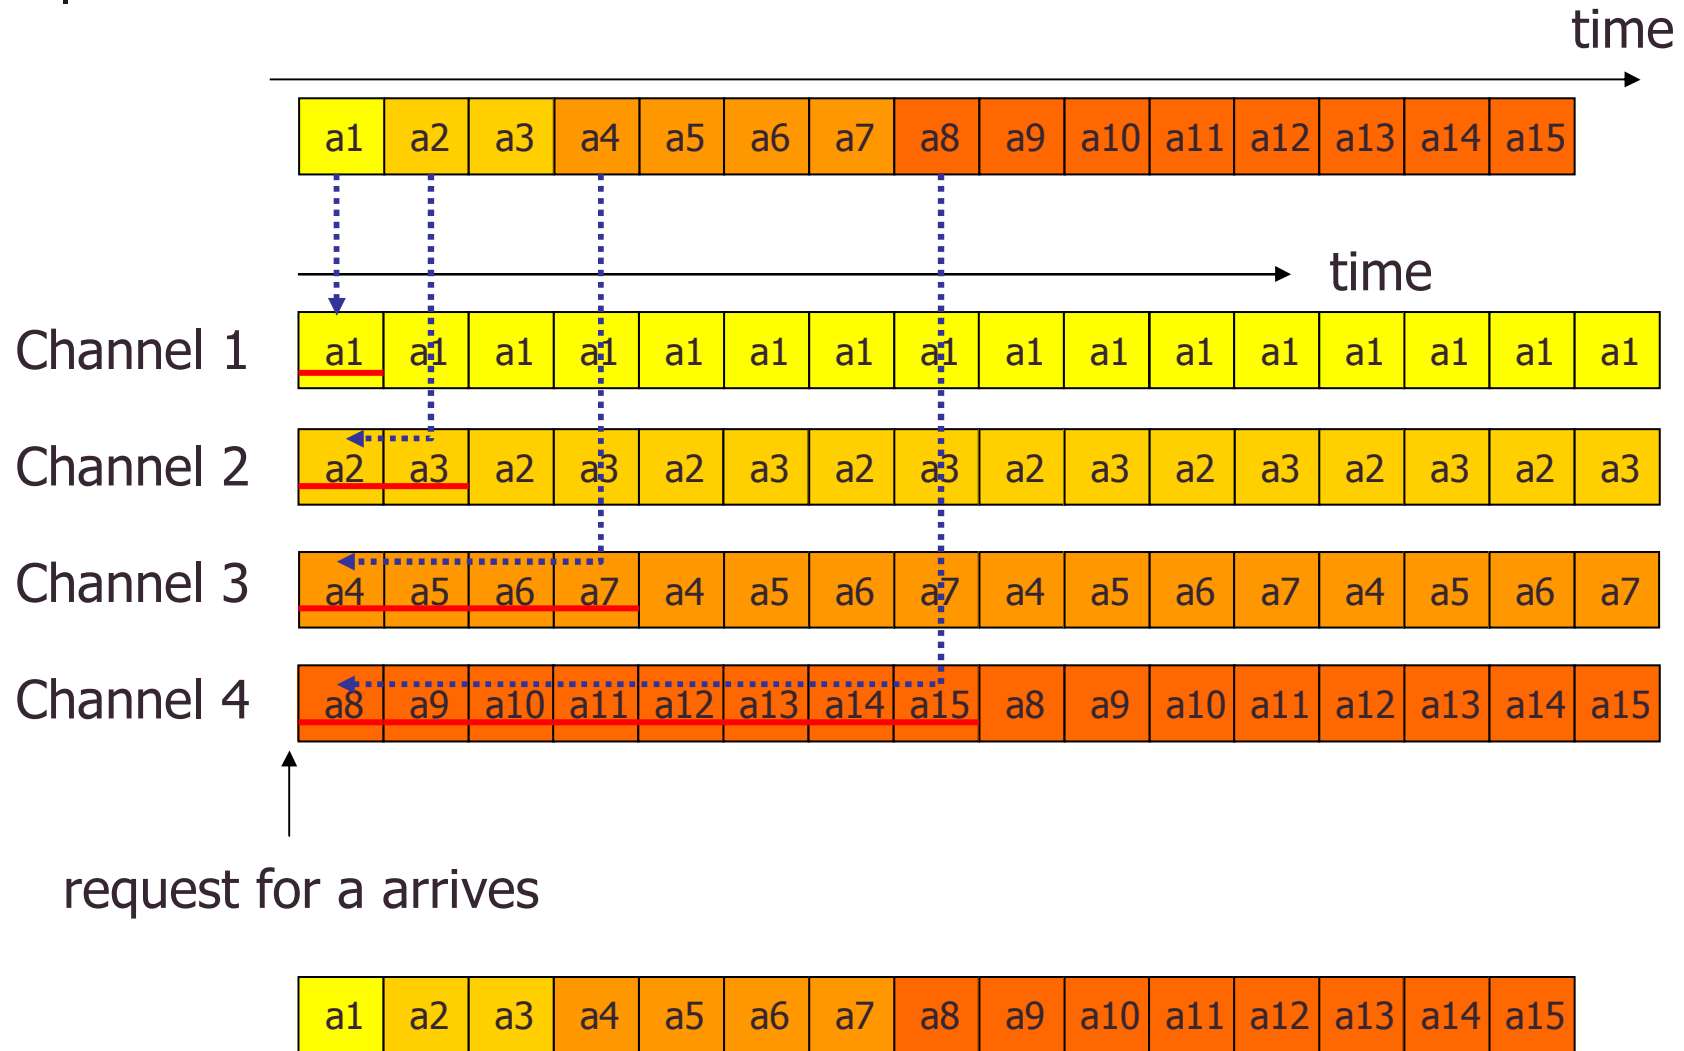 time
a1 a2 a3 a4 a5 a6 a7 a8 a9 a10 a11 a12 a13 a14 a15
time
Channel 1 a1 a1 a1 a1 a1 a1 a1 a1 a1 a1 a1 a1 a1 a1 a1 a1
Channel 2 a2 a3 a2 a3 a2 a3 a2 a3 a2 a3 a2 a3 a2 a3 a2 a3
Channel 3 a4 a5 a6 a7 a4 a5 a6 a7 a4 a5 a6 a7 a4 a5 a6 a7
Channel 4 a8 a9 a10 a11 a12 a13 a14 a15 a8 a9 a10 a11 a12 a13 a14 a15
request for a arrives
a1 a2 a3 a4 a5 a6 a7 a8 a9 a10 a11 a12 a13 a14 a15